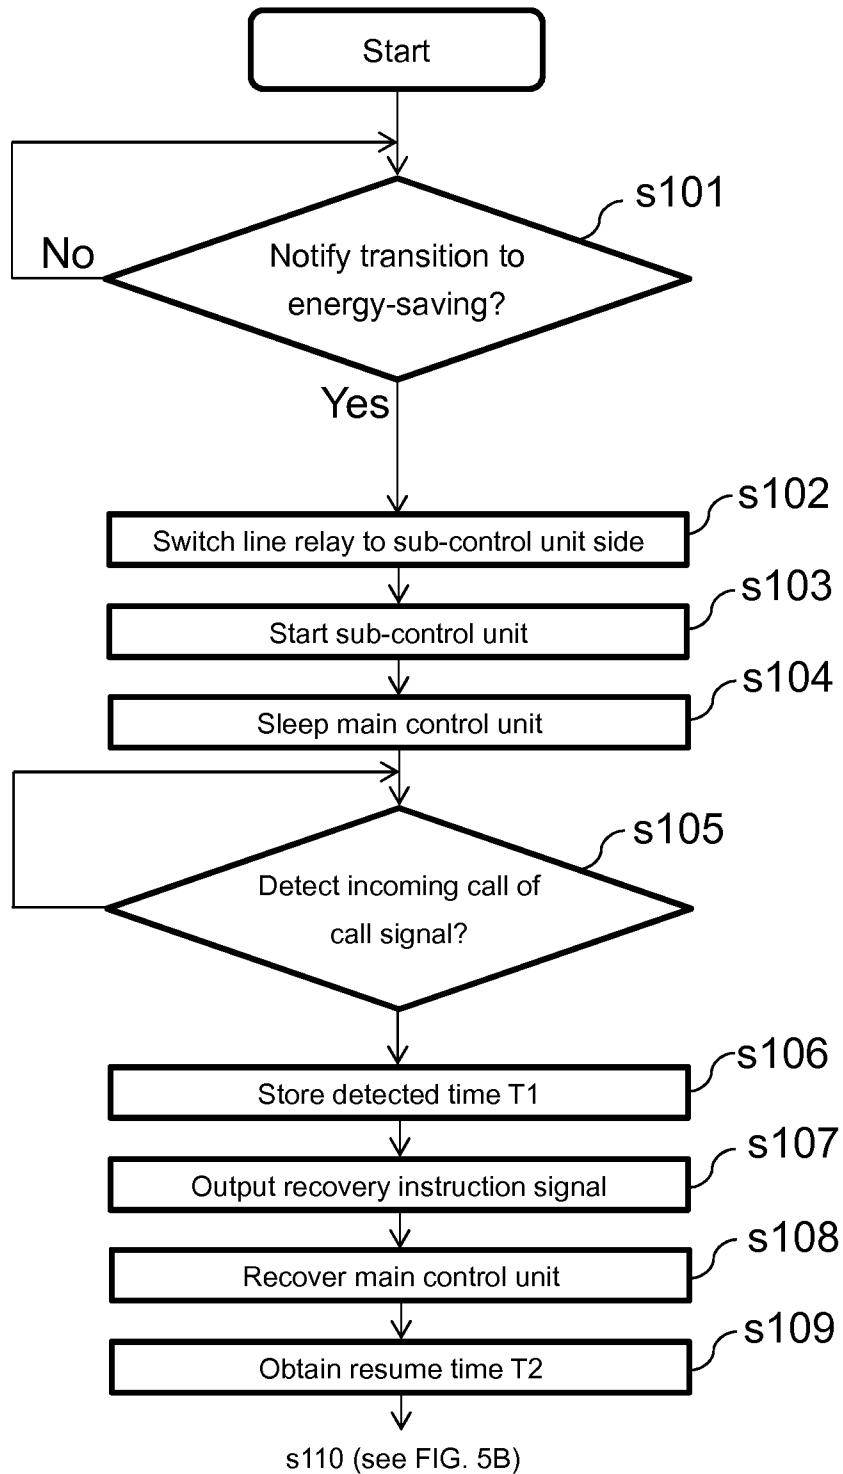 Start
s101
Notify transition to
energy-saving?
No
Yes
s102
Switch line relay to sub-control unit side
s103
Start sub-control unit
s104
Sleep main control unit
s105
Detect incoming call of
call signal?
s106
Store detected time T1
s107
Output recovery instruction signal
s108
Recover main control unit
s109
Obtain resume time T2
s110 (see FIG. 5B)